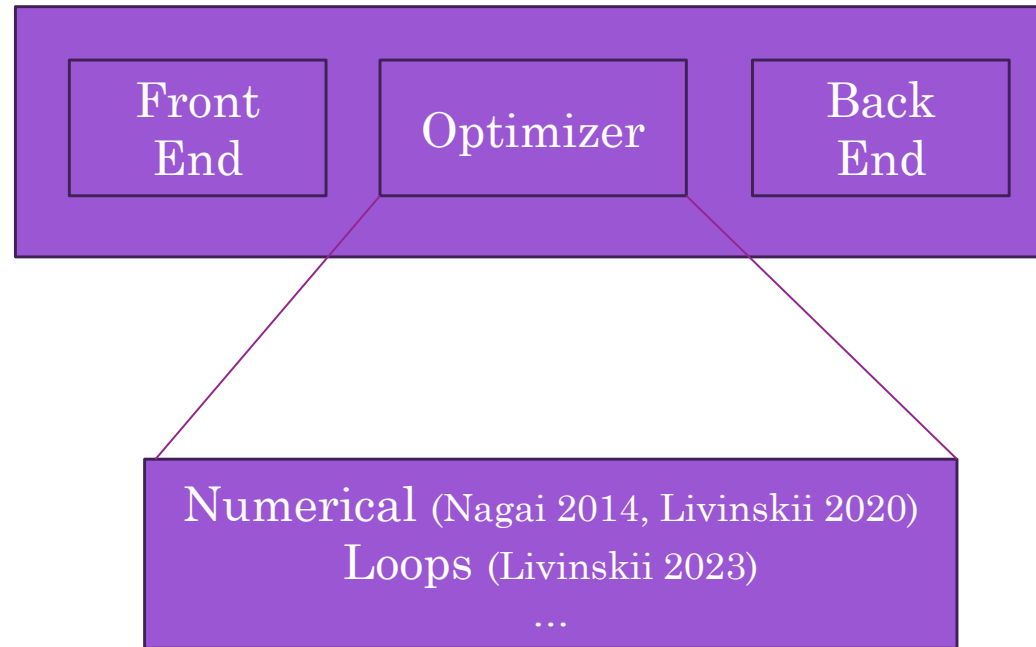 Front
End
Optimizer
Back
End
Numerical (Nagai 2014, Livinskii 2020)
Loops (Livinskii 2023)
...